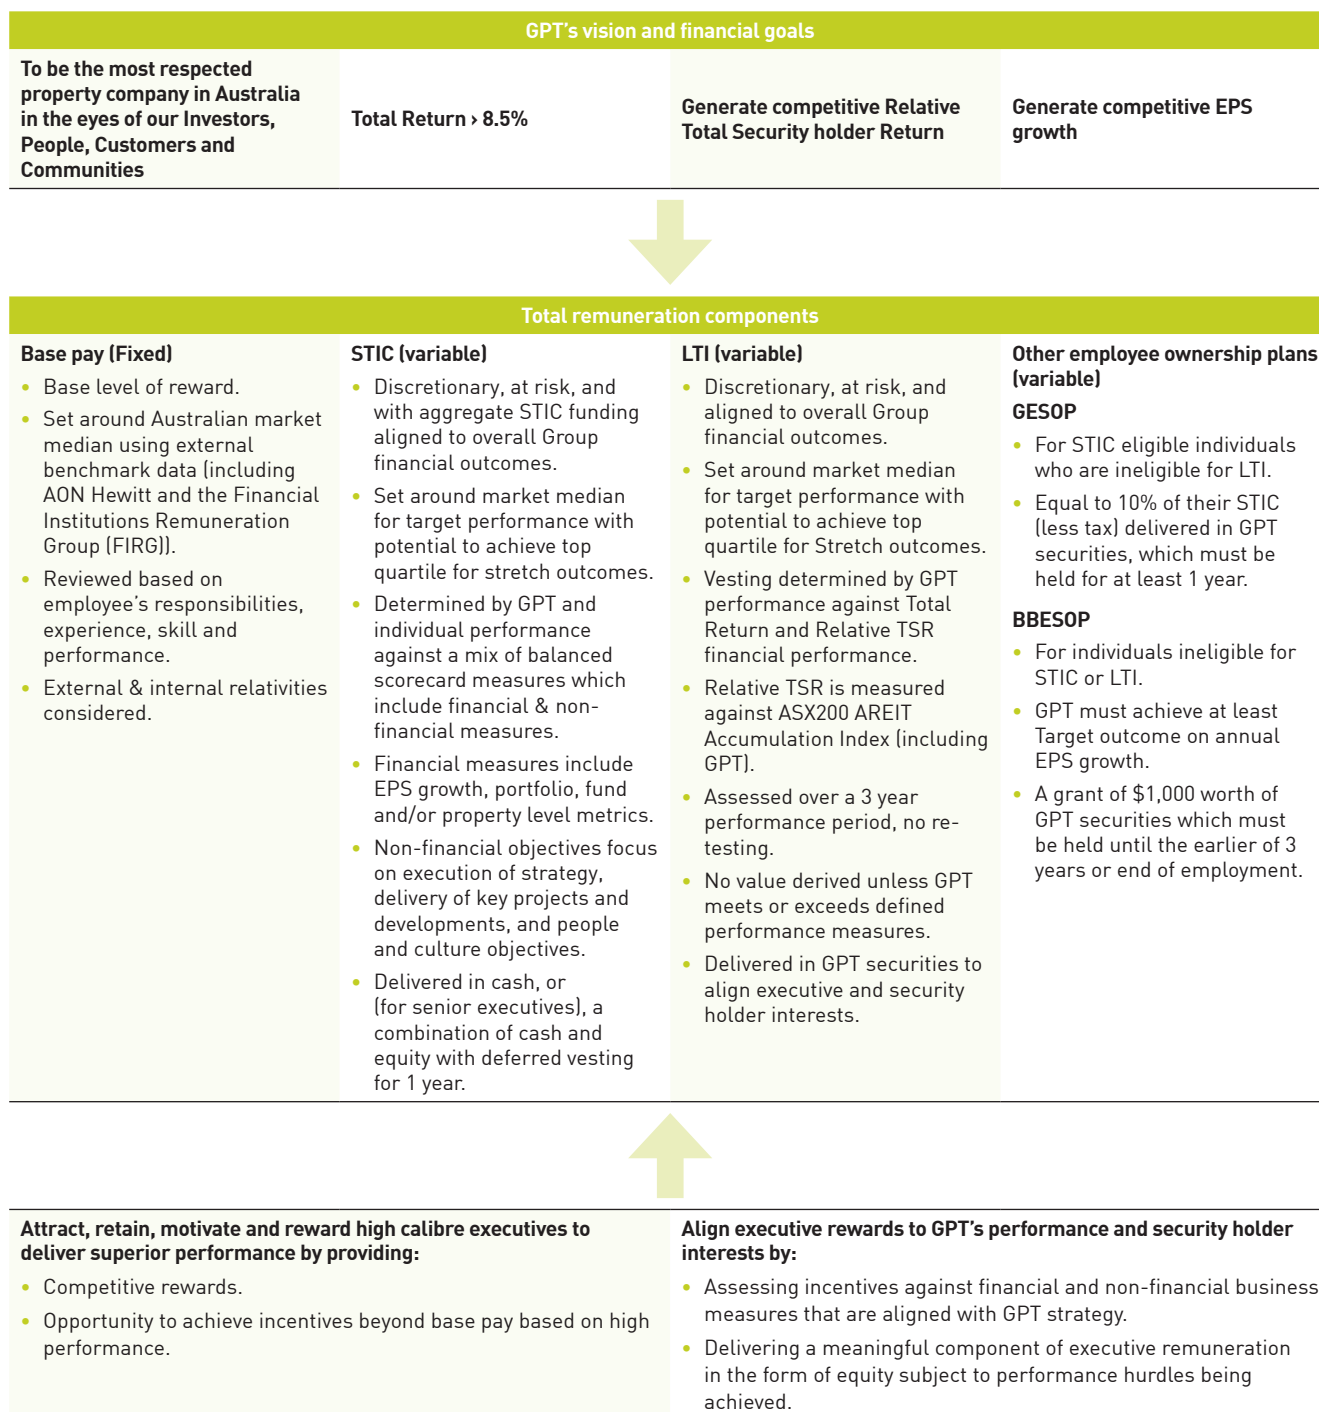 GPT's vision and financial goals
To be the most respected
property company in Australia
in the eyes of our Investors,
People, Customers and
Communities
Total Return › 8.5%
Generate competitive Relative
Total Security holder Return
Generate competitive EPS
growth
Total remuneration components
Base pay (Fixed)
• Base level of reward.
• Set around Australian market
median using external
benchmark data (including
AON Hewitt and the Financial
Institutions Remuneration
Group (FIRG)).
• Reviewed based on
employee's responsibilities,
experience, skill and
performance.
• External & internal relativities
considered.
STIC (variable)
• Discretionary, at risk, and
with aggregate STIC funding
aligned to overall Group
financial outcomes.
• Set around market median
for target performance with
potential to achieve top
quartile for stretch outcomes.
• Determined by GPT and
individual performance
against a mix of balanced
scorecard measures which
include financial & non-
financial measures.
• Financial measures include
EPS growth, portfolio, fund
and/or property level metrics.
• Non-financial objectives focus
on execution of strategy,
delivery of key projects and
developments, and people
and culture objectives.
• Delivered in cash, or
(for senior executives), a
combination of cash and
equity with deferred vesting
for 1 year.
LTI (variable)
• Discretionary, at risk, and
aligned to overall Group
financial outcomes.
• Set around market median
for target performance with
potential to achieve top
quartile for Stretch outcomes.
• Vesting determined by GPT
performance against Total
Return and Relative TSR
financial performance.
• Relative TSR is measured
against ASX200 AREIT
Accumulation Index (including
GPT).
• Assessed over a 3 year
performance period, no re-
testing.
• No value derived unless GPT
meets or exceeds defined
performance measures.
• Delivered in GPT securities to
align executive and security
holder interests.
Other employee ownership plans
(variable)
GESOP
• For STIC eligible individuals
who are ineligible for LTI.
• Equal to 10% of their STIC
(less tax) delivered in GPT
securities, which must be
held for at least 1 year.
BBESOP
• For individuals ineligible for
STIC or LTI.
• GPT must achieve at least
Target outcome on annual
EPS growth.
• A grant of $1,000 worth of
GPT securities which must
be held until the earlier of 3
years or end of employment.
Attract, retain, motivate and reward high calibre executives to
deliver superior performance by providing:
• Competitive rewards.
• Opportunity to achieve incentives beyond base pay based on high
performance.
Align executive rewards to GPT's performance and security holder
interests by:
• Assessing incentives against financial and non-financial business
measures that are aligned with GPT strategy.
• Delivering a meaningful component of executive remuneration
in the form of equity subject to performance hurdles being
achieved.